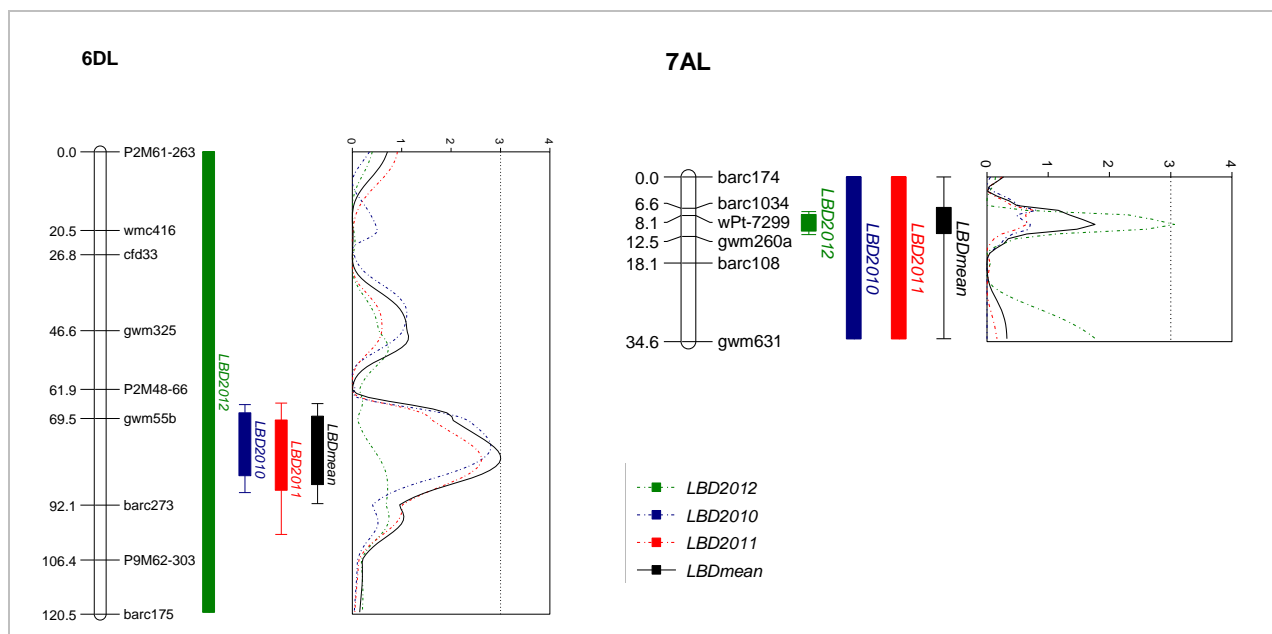 6DL
0 1 2 3 4
0.0 P2M61-263
20.5 wmc416
26.8 cfd33
46.6 gwm325
61.9 P2M48-66
69.5 gwm55b
92.1 barc273
106.4 P9M62-303
120.5 barc175
LBD2012
LBD2010
LBD2011
LBDmean
7AL
0 1 2 3 4
0.0 barc174
6.6 barc1034
8.1 wPt-7299
12.5 gwm260a
18.1 barc108
34.6 gwm631
LBD2012
LBD2010
LBD2011
LBDmean
LBD2012
LBD2010
LBD2011
LBDmean